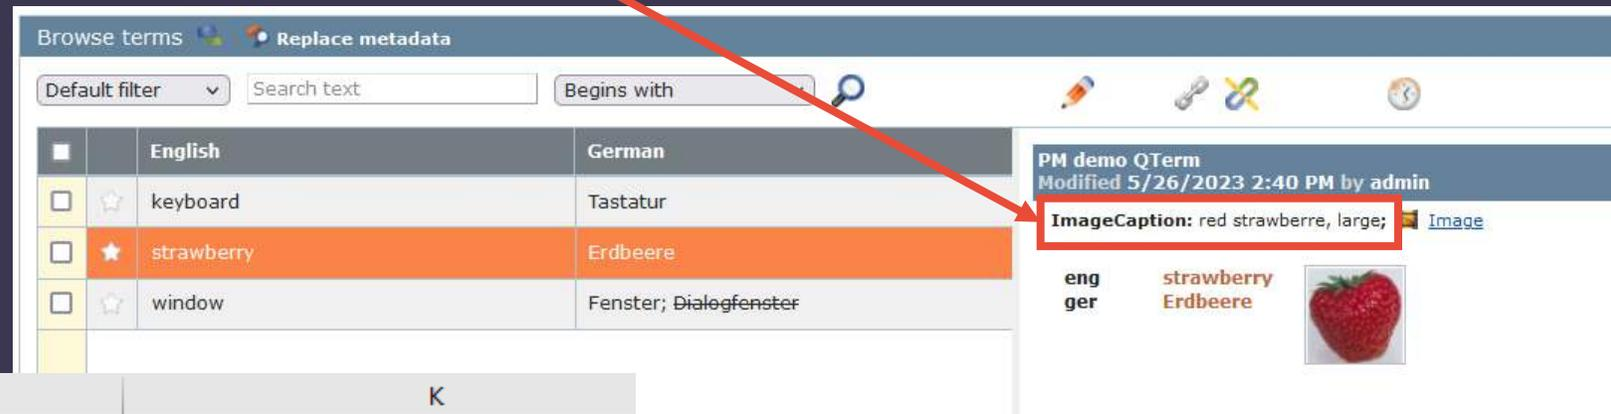 Browse terms Replace metadata
Default filter Search text Begins with
English German
keyboard Tastatur
strawberry Erdbeere
window Fenster; Dialogfenster
PM demo QTerm
Modified 5/26/2023 2:40 PM by admin
ImageCaption: red strawberre, large; Image
eng strawberry
ger Erdbeere
K